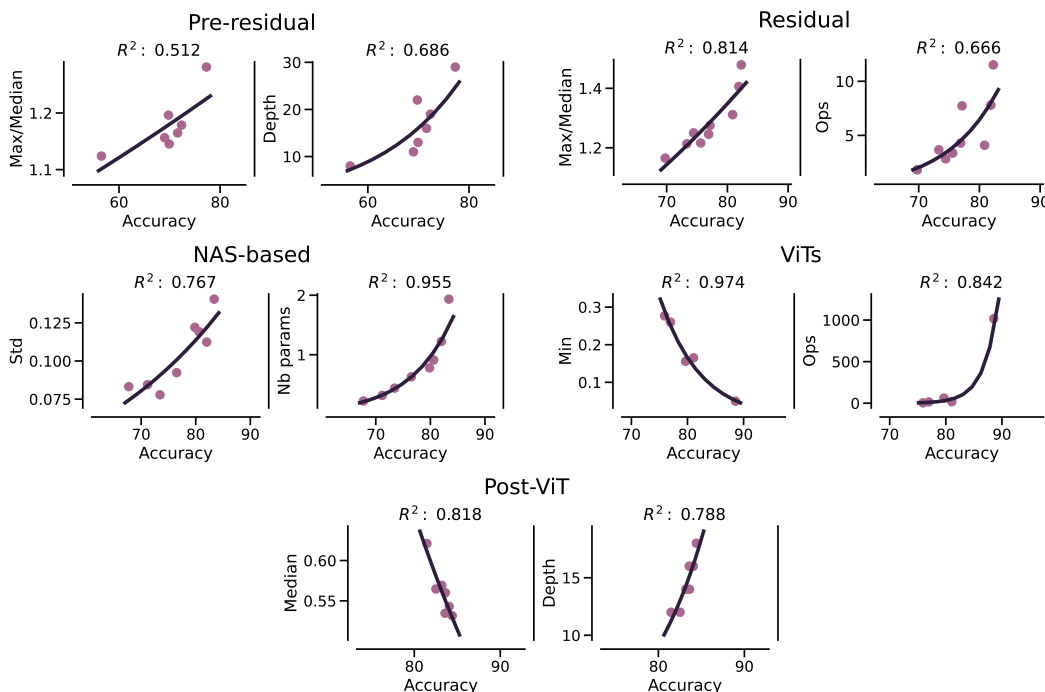 Pre-residual
R²: 0.512
Max/Median
1.2
1.1
60
80
Accuracy
R²: 0.686
Depth
30
20
10
60
80
Accuracy
Residual
R²: 0.814
Max/Median
1.4
1.2
70
80
90
Accuracy
R²: 0.666
Ops
10
5
70
80
90
Accuracy
NAS-based
R²: 0.767
Std
0.125
0.100
0.075
70
80
90
Accuracy
R²: 0.955
Nb params
2
1
70
80
90
Accuracy
ViTs
R²: 0.974
Min
0.3
0.2
0.1
70
80
90
Accuracy
R²: 0.842
Ops
1000
500
0
70
80
90
Accuracy
Post-ViT
R²: 0.818
Median
0.60
0.55
80
90
Accuracy
R²: 0.788
Depth
15
10
80
90
Accuracy